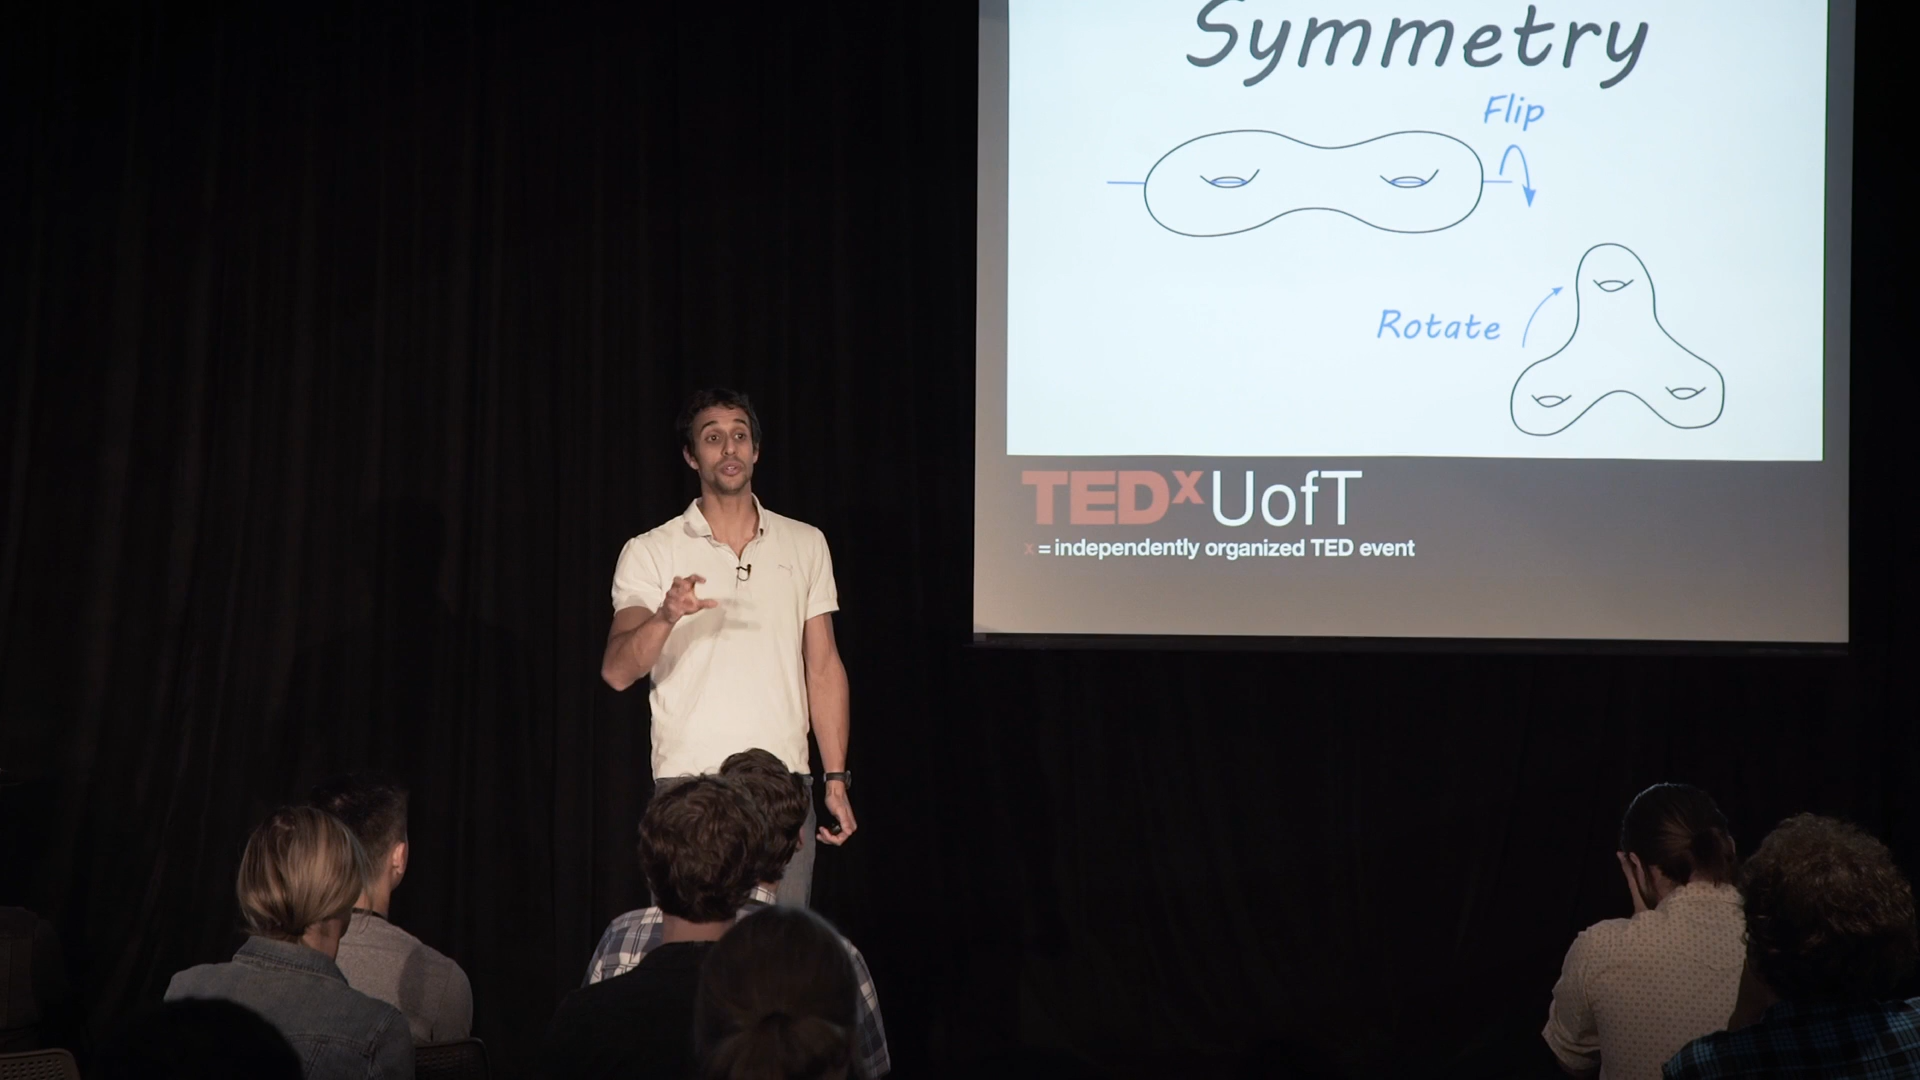 Symmetry
Flip
Rotate
TEDxUofT
x = independently organized TED event